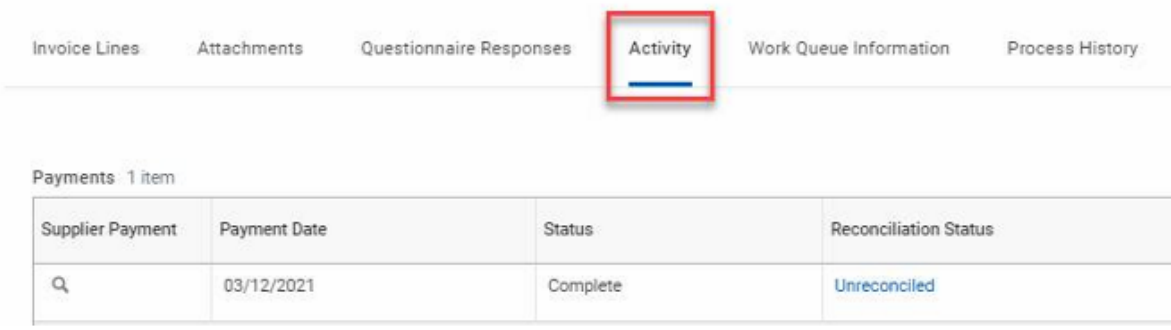 Invoice Lines Attachments Questionnaire Responses Activity Work Queue Information Process History
Payments 1 item
Supplier Payment Payment Date Status Reconciliation Status
03/12/2021 Complete Unreconciled